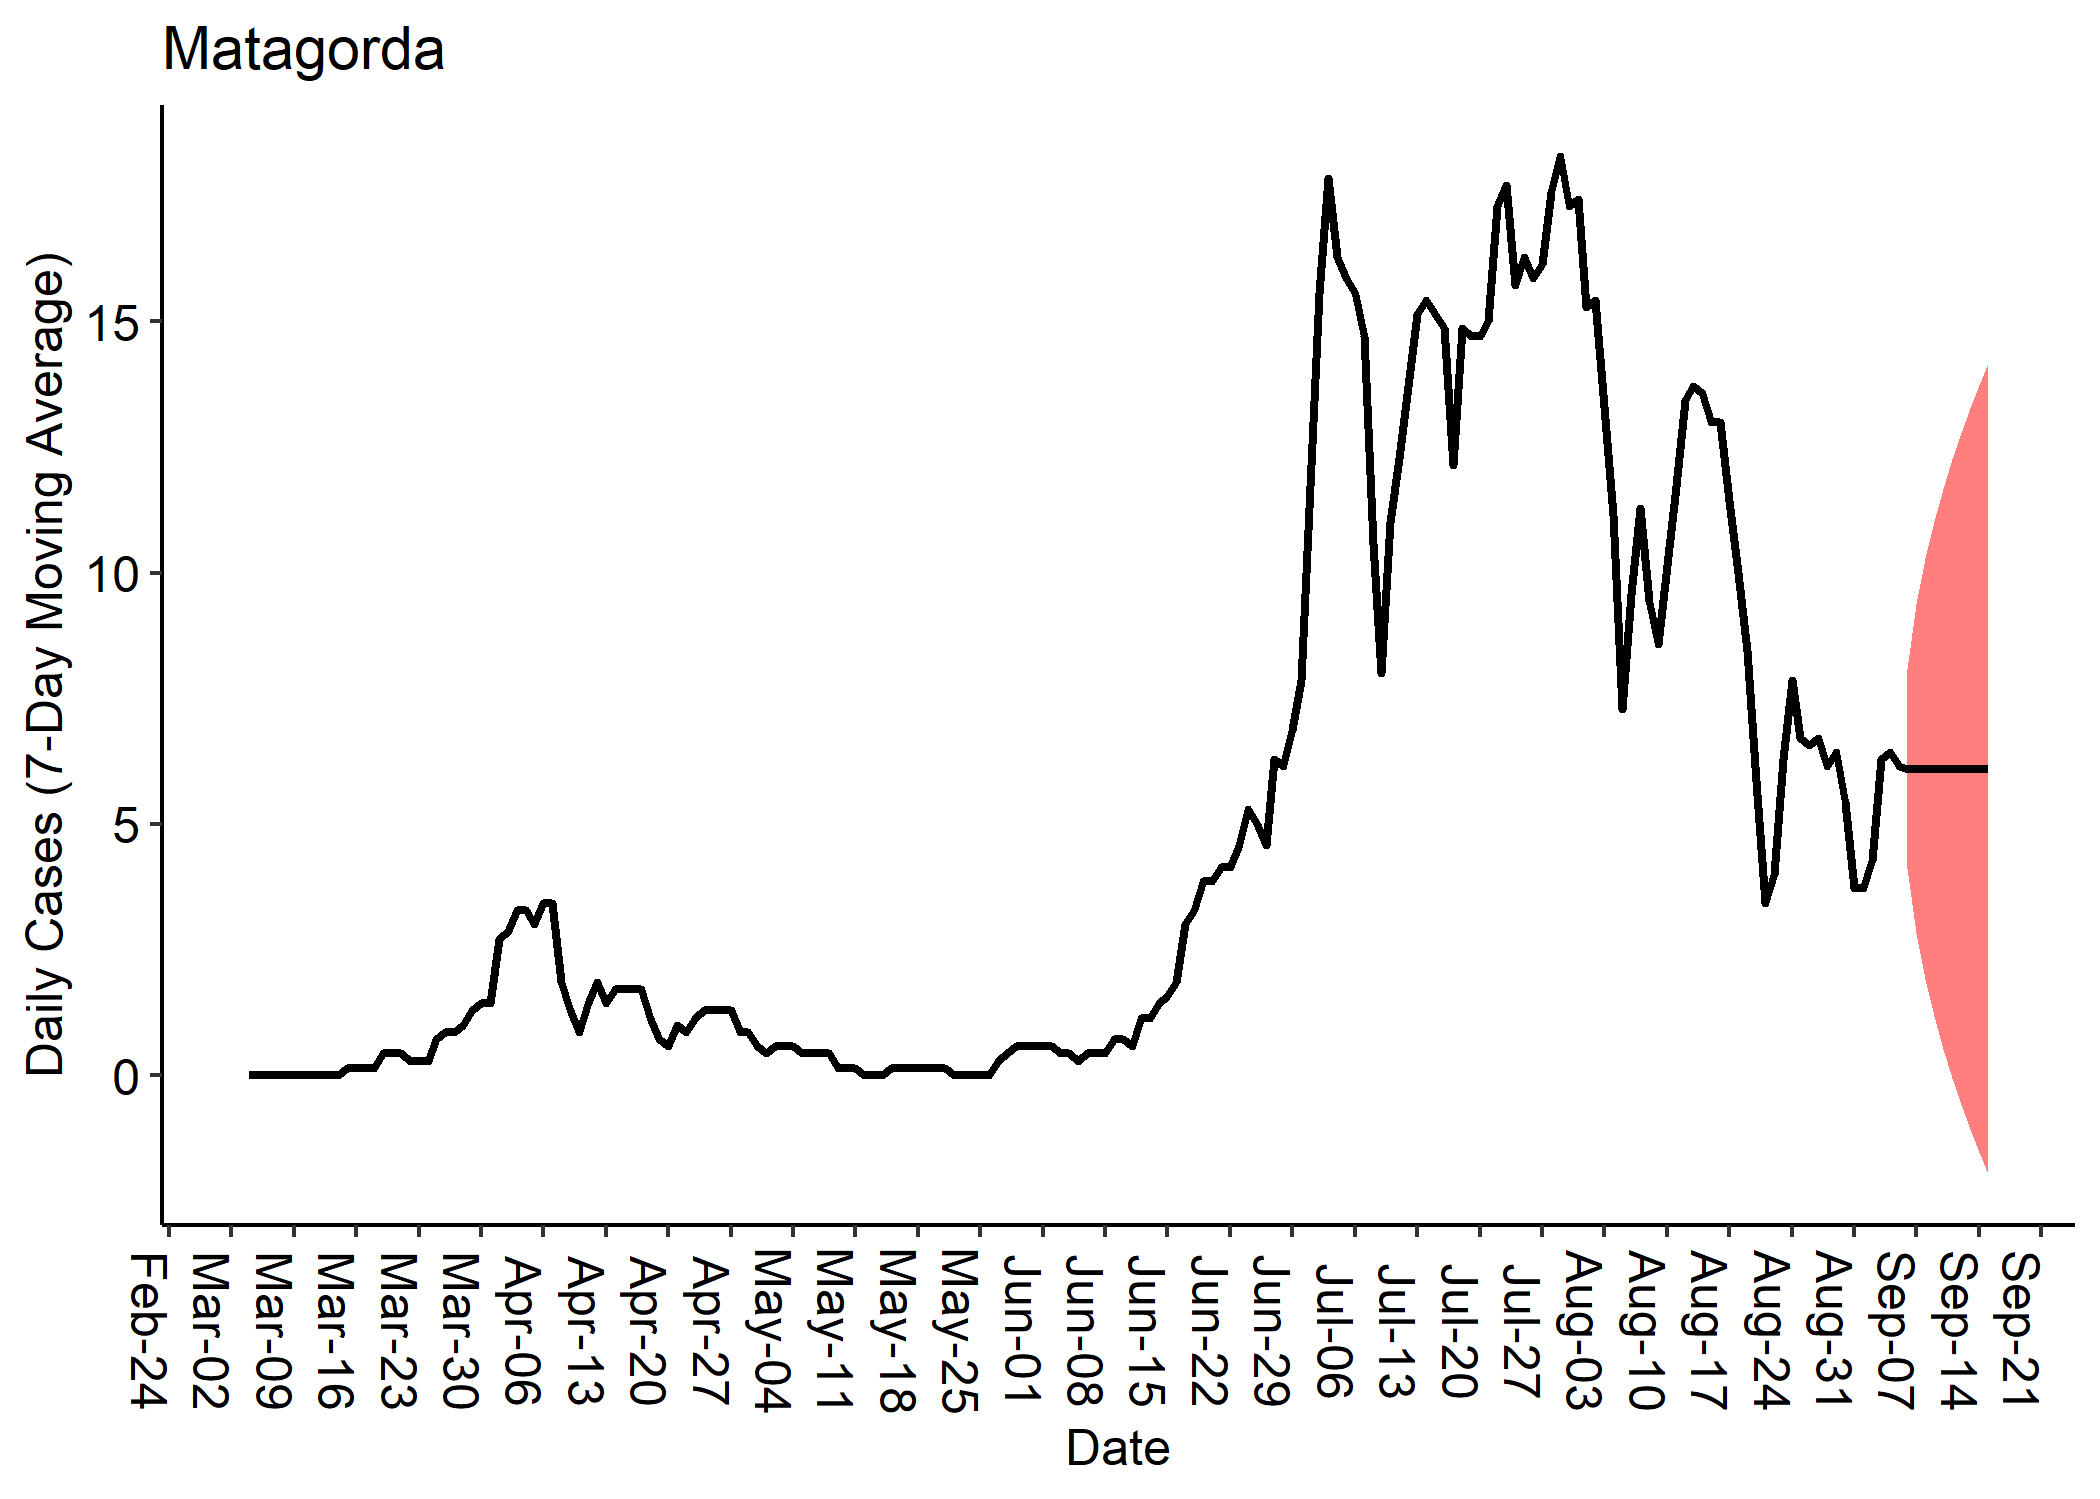 Matagorda
Daily Cases (7-Day Moving Average)
15
10
5
0
Feb-24
Mar-02
Mar-09
Mar-16
Mar-23
Mar-30
Apr-06
Apr-13
Apr-20
Apr-27
May-04
May-11
May-18
May-25
Jun-01
Jun-08
Jun-15
Jun-22
Jun-29
Jul-06
Jul-13
Jul-20
Jul-27
Aug-03
Aug-10
Aug-17
Aug-24
Aug-31
Sep-07
Sep-14
Sep-21
Date